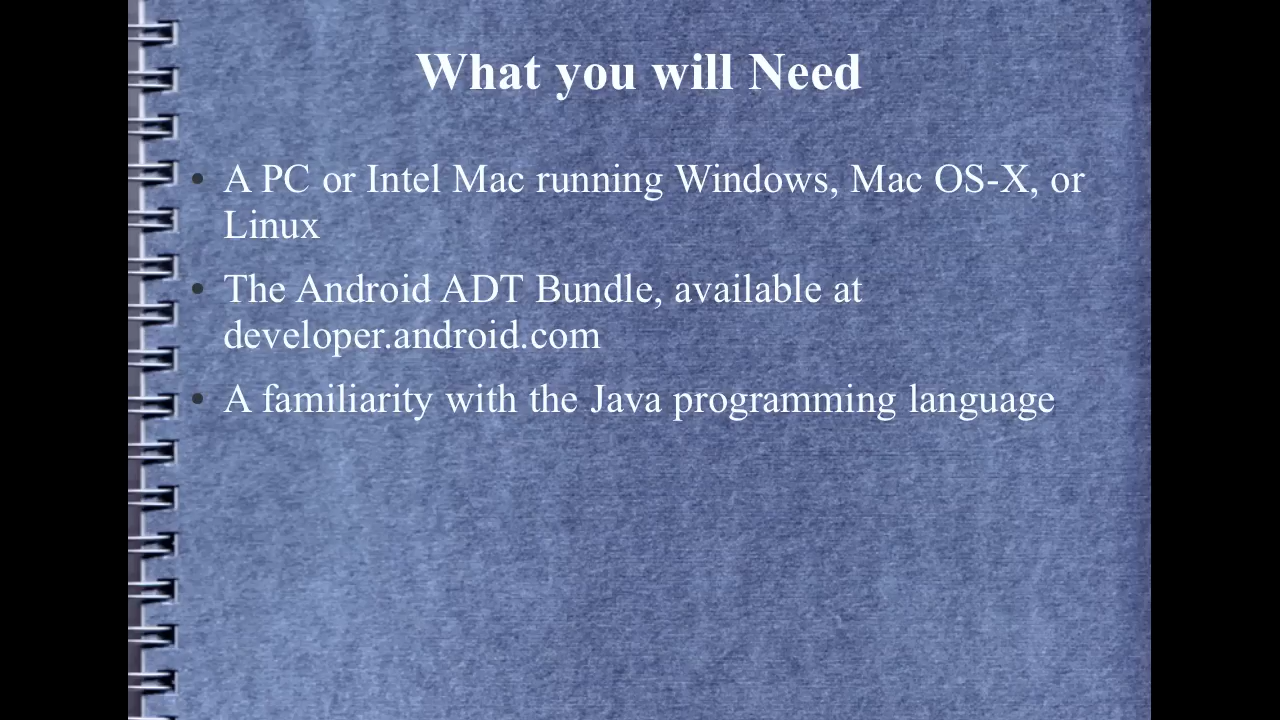 What you will Need
• A PC or Intel Mac running Windows, Mac OS-X, or
Linux
• The Android ADT Bundle, available at
developer.android.com
• A familiarity with the Java programming language